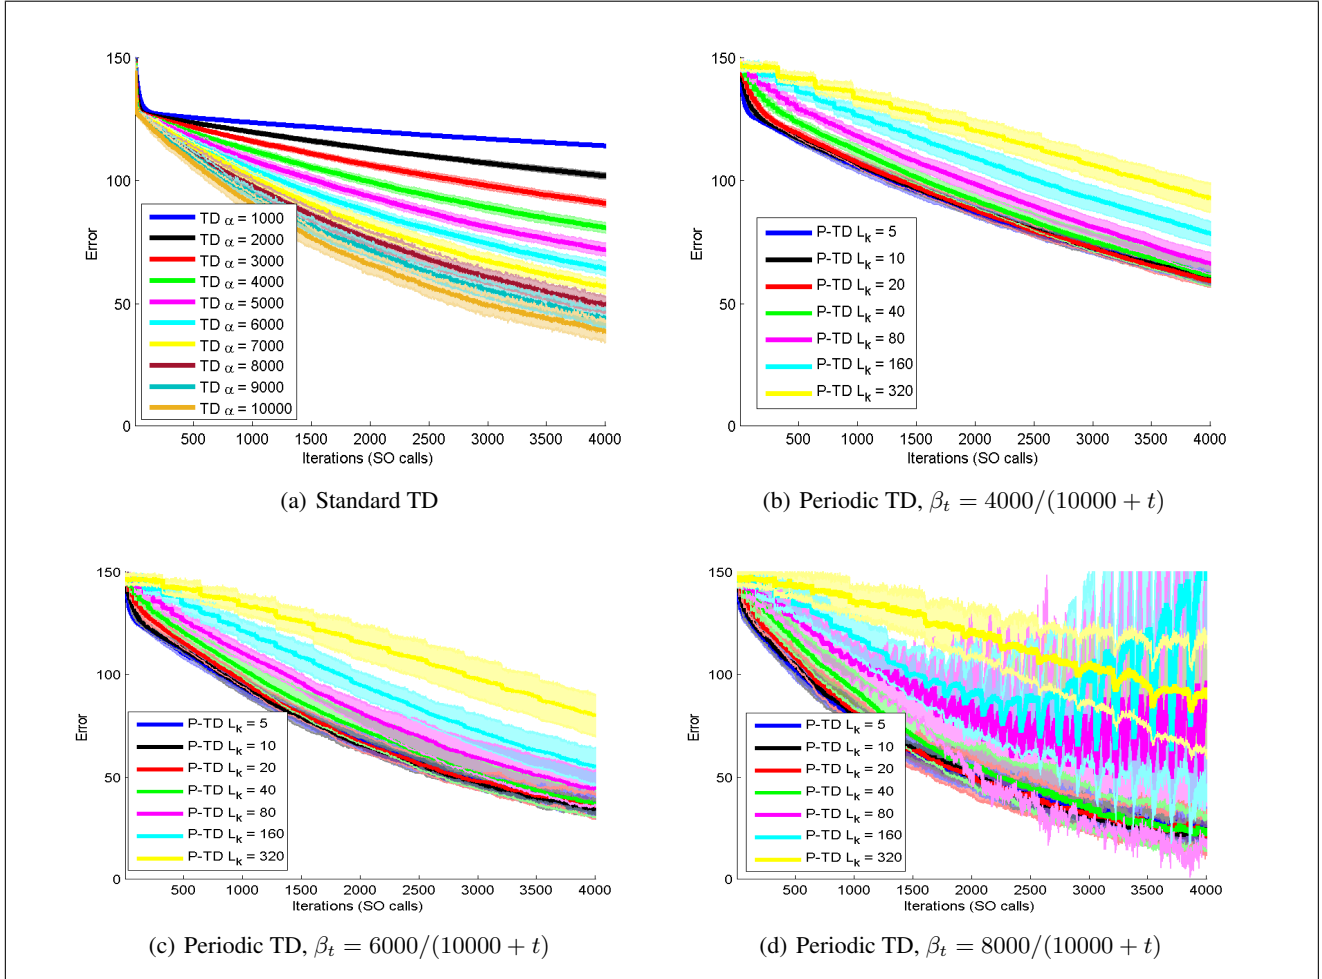 150
100
50
0
Error
TD α = 1000
TD α = 2000
TD α = 3000
TD α = 4000
TD α = 5000
TD α = 6000
TD α = 7000
TD α = 8000
TD α = 9000
TD α = 10000
500 1000 1500 2000 2500 3000 3500 4000
Iterations (SO calls)
(a) Standard TD
150
100
50
0
Error
P-TD Lk = 5
P-TD Lk = 10
P-TD Lk = 20
P-TD Lk = 40
P-TD Lk = 80
P-TD Lk = 160
P-TD Lk = 320
500 1000 1500 2000 2500 3000 3500 4000
Iterations (SO calls)
(b) Periodic TD, βt = 4000/(10000 + t)
150
100
50
0
Error
P-TD Lk = 5
P-TD Lk = 10
P-TD Lk = 20
P-TD Lk = 40
P-TD Lk = 80
P-TD Lk = 160
P-TD Lk = 320
500 1000 1500 2000 2500 3000 3500 4000
Iterations (SO calls)
(c) Periodic TD, βt = 6000/(10000 + t)
150
100
50
0
Error
P-TD Lk = 5
P-TD Lk = 10
P-TD Lk = 20
P-TD Lk = 40
P-TD Lk = 80
P-TD Lk = 160
P-TD Lk = 320
500 1000 1500 2000 2500 3000 3500 4000
Iterations (SO calls)
(d) Periodic TD, βt = 8000/(10000 + t)